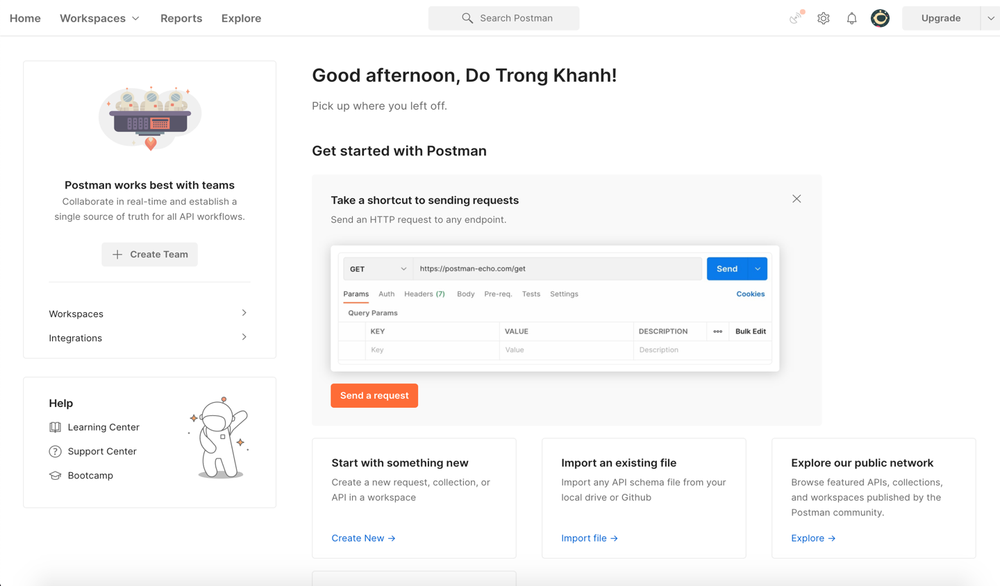 Home Workspaces Reports Explore Search Postman Upgrade
Postman works best with teams
Collaborate in real-time and establish a
single source of truth for all API workflows.
Create Team
Workspaces
Integrations
Help
Learning Center
? Support Center
Bootcamp
Good afternoon, Do Trong Khanh!
Pick up where you left off.
Get started with Postman
Take a shortcut to sending requests
Send an HTTP request to any endpoint.
GET https://postman-echo.com/get Send
Params Auth Headers (7) Body Pre-req. Tests Settings Cookies
Query Params
KEY VALUE DESCRIPTION Bulk Edit
Key Value Description
Send a request
Start with something new
Create a new request, collection, or
API in a workspace
Create New →
Import an existing file
Import any API schema file from your
local drive or Github
Import file →
Explore our public network
Browse featured APIs, collections,
and workspaces published by the
Postman community.
Explore →